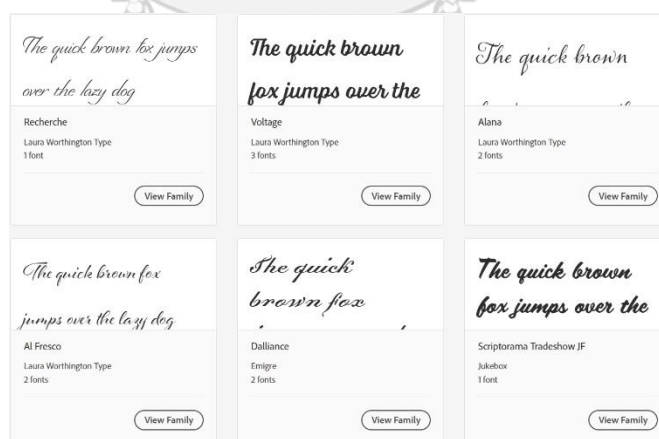 The quick brown fox jumps
over the lazy dog
Recherche
Laura Worthington Type
1 font
View Family
The quick brown
fox jumps over the
Voltage
Laura Worthington Type
3 fonts
View Family
The quick brown
Alana
Laura Worthington Type
2 fonts
View Family
The quick brown fox
jumps over the lazy dog
Al Fresco
Laura Worthington Type
2 fonts
View Family
The quick
brown fox
Dalliance
Emigre
2 fonts
View Family
The quick brown
fox jumps over the
Scriptorama Tradeshow JF
Jukebox
1 font
View Family